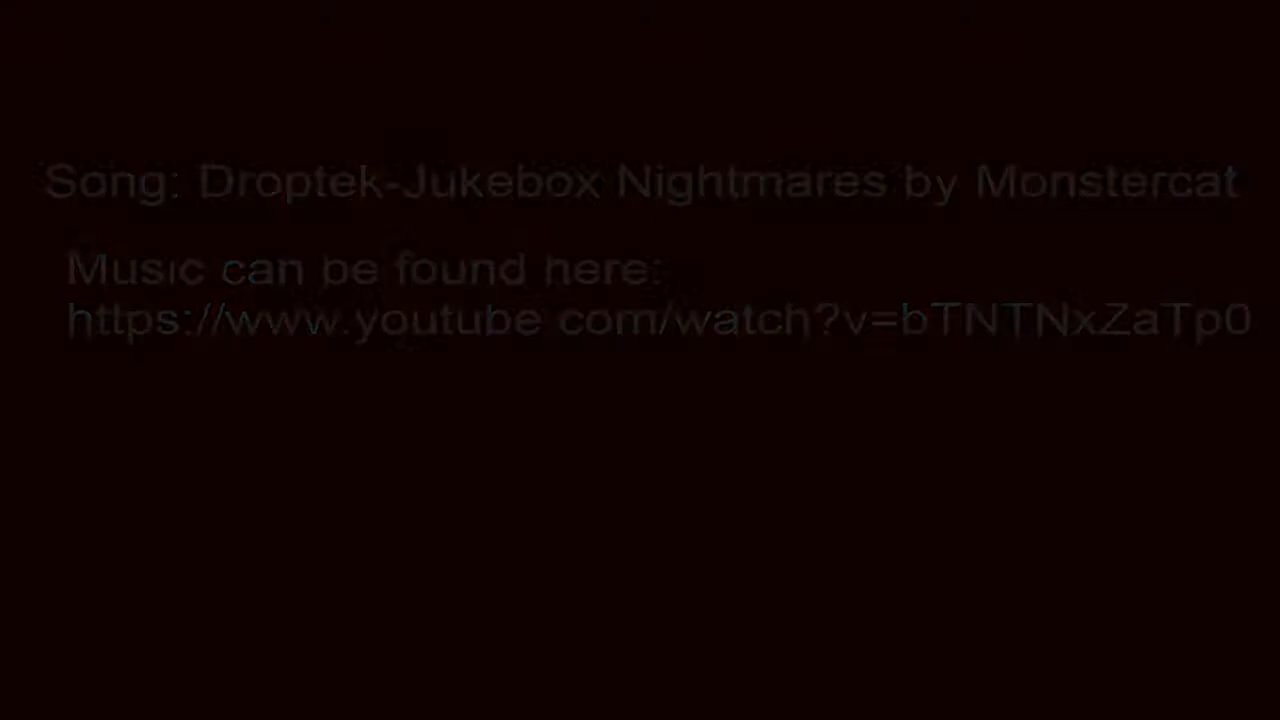 Song: Droptek-Jukebox Nightmares by Monstercat
Music can be found here:
https://www.youtube.com/watch?v=bTNTNxZaTp0